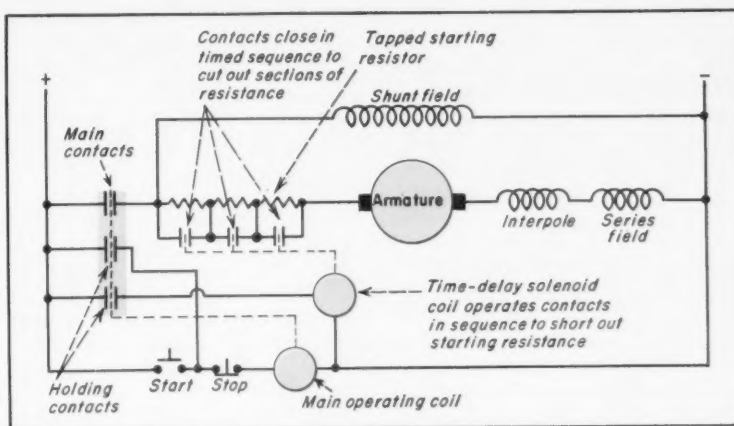 Contacts close in
timed sequence to
cut out sections of
resistance
Tapped starting
resistor
+
−
Shunt field
Main
contacts
Armature
Interpole
Series
field
Time-delay solenoid
coil operates contacts
in sequence to short out
starting resistance
Holding
contacts
Start
Stop
Main operating coil